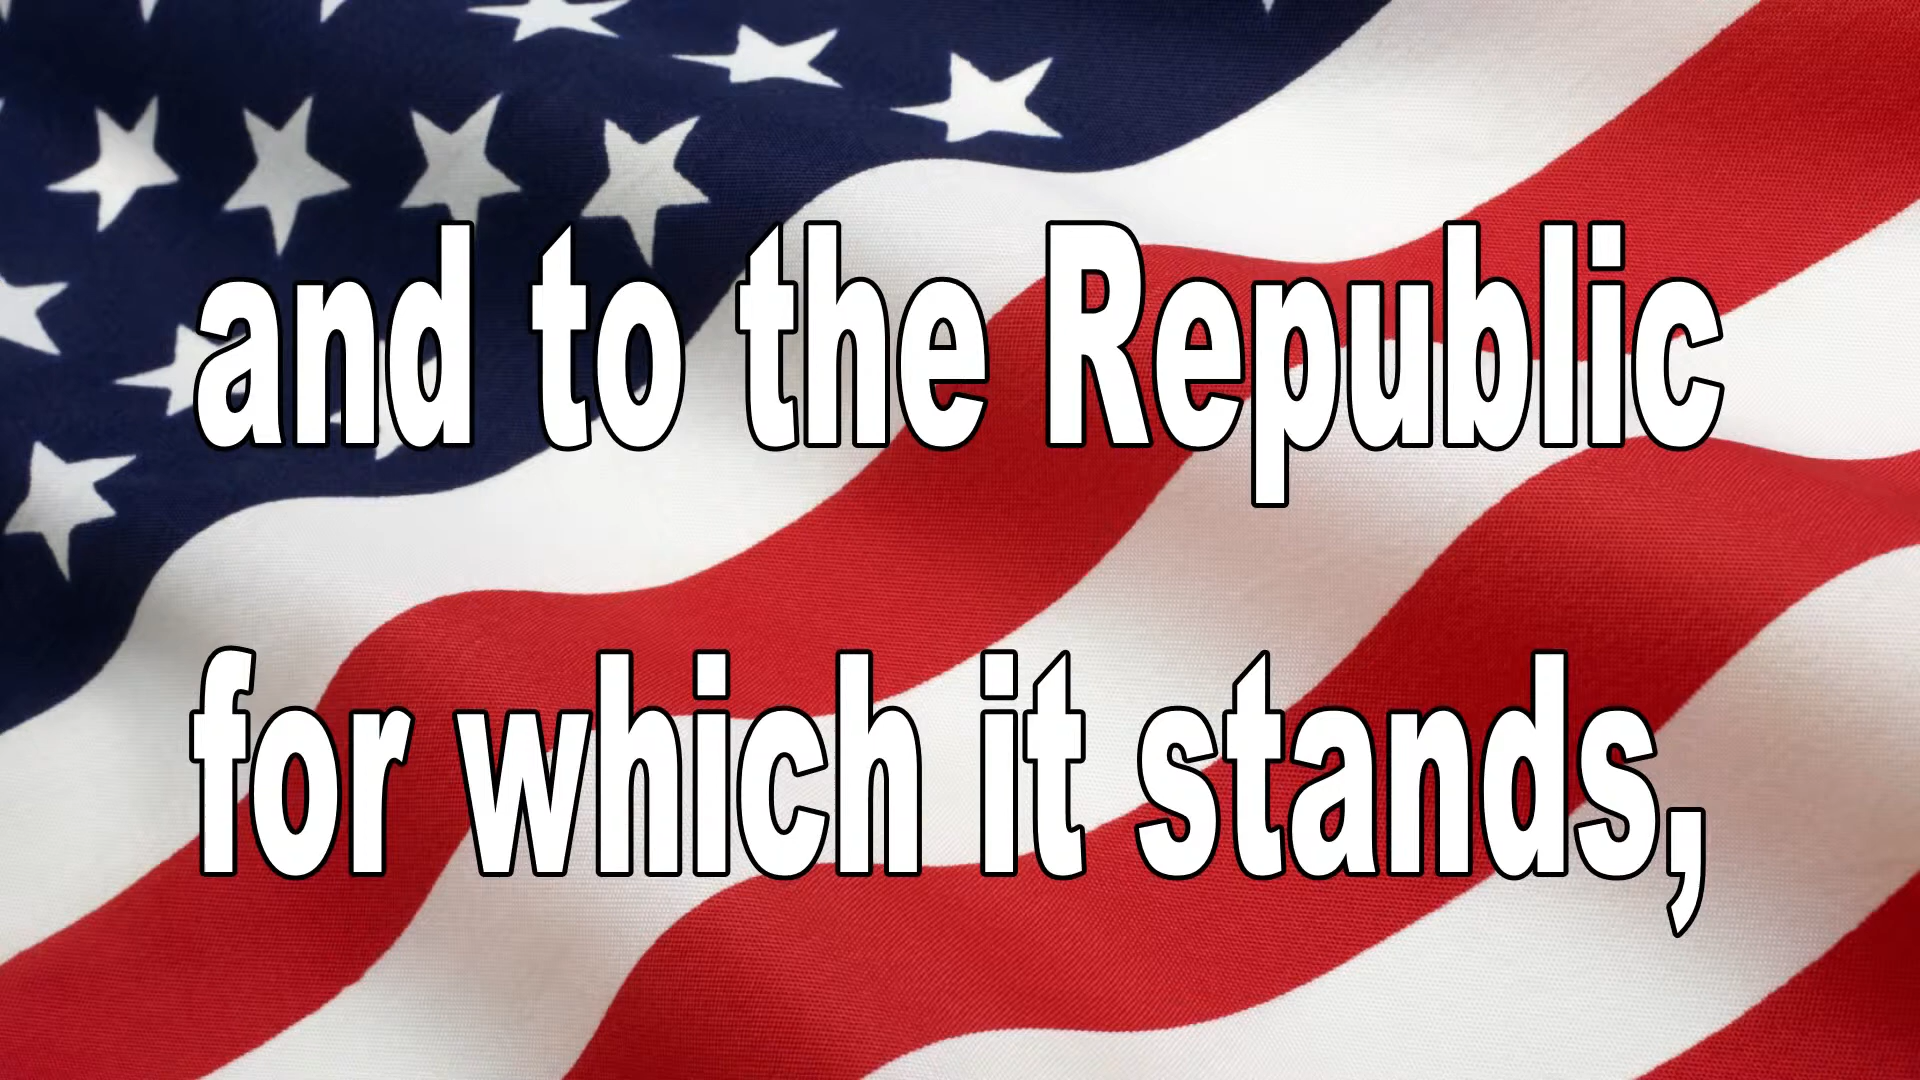 and to the Republic
for which it stands,